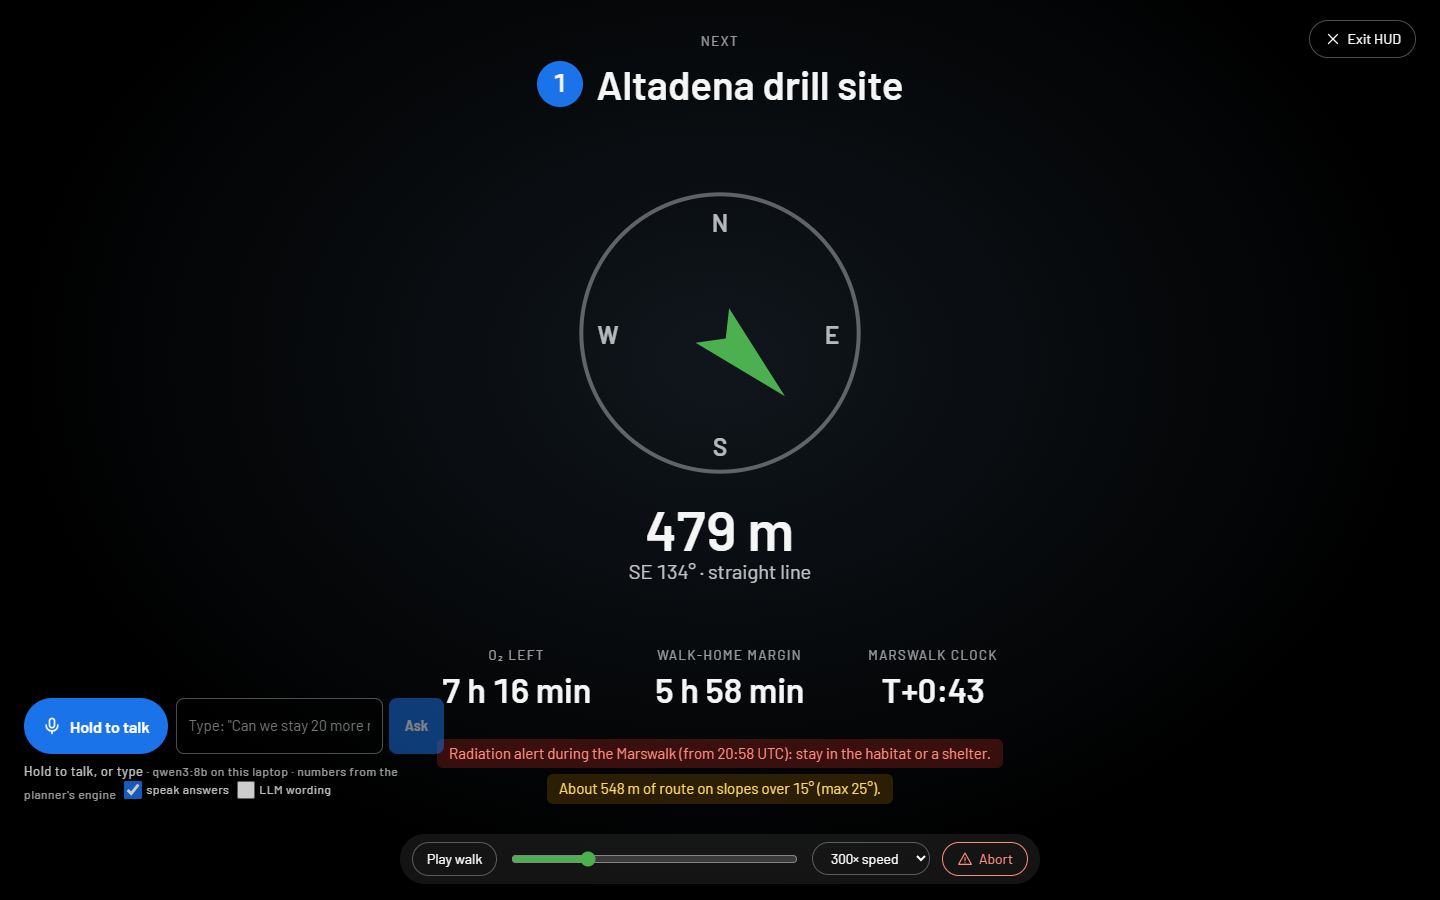 NEXT
Exit HUD
1 Altadena drill site
N
W E
S
479 m
SE 134° · straight line
O₂ LEFT WALK-HOME MARGIN MARSWALK CLOCK
7 h 16 min 5 h 58 min T+0:43
Hold to talk Type: "Can we stay 20 more Ask
Radiation alert during the Marswalk (from 20:58 UTC): stay in the habitat or a shelter.
Hold to talk, or type · qwen3:8b on this laptop · numbers from the
planner's engine speak answers LLM wording
About 548 m of route on slopes over 15° (max 25°).
Play walk 300× speed Abort